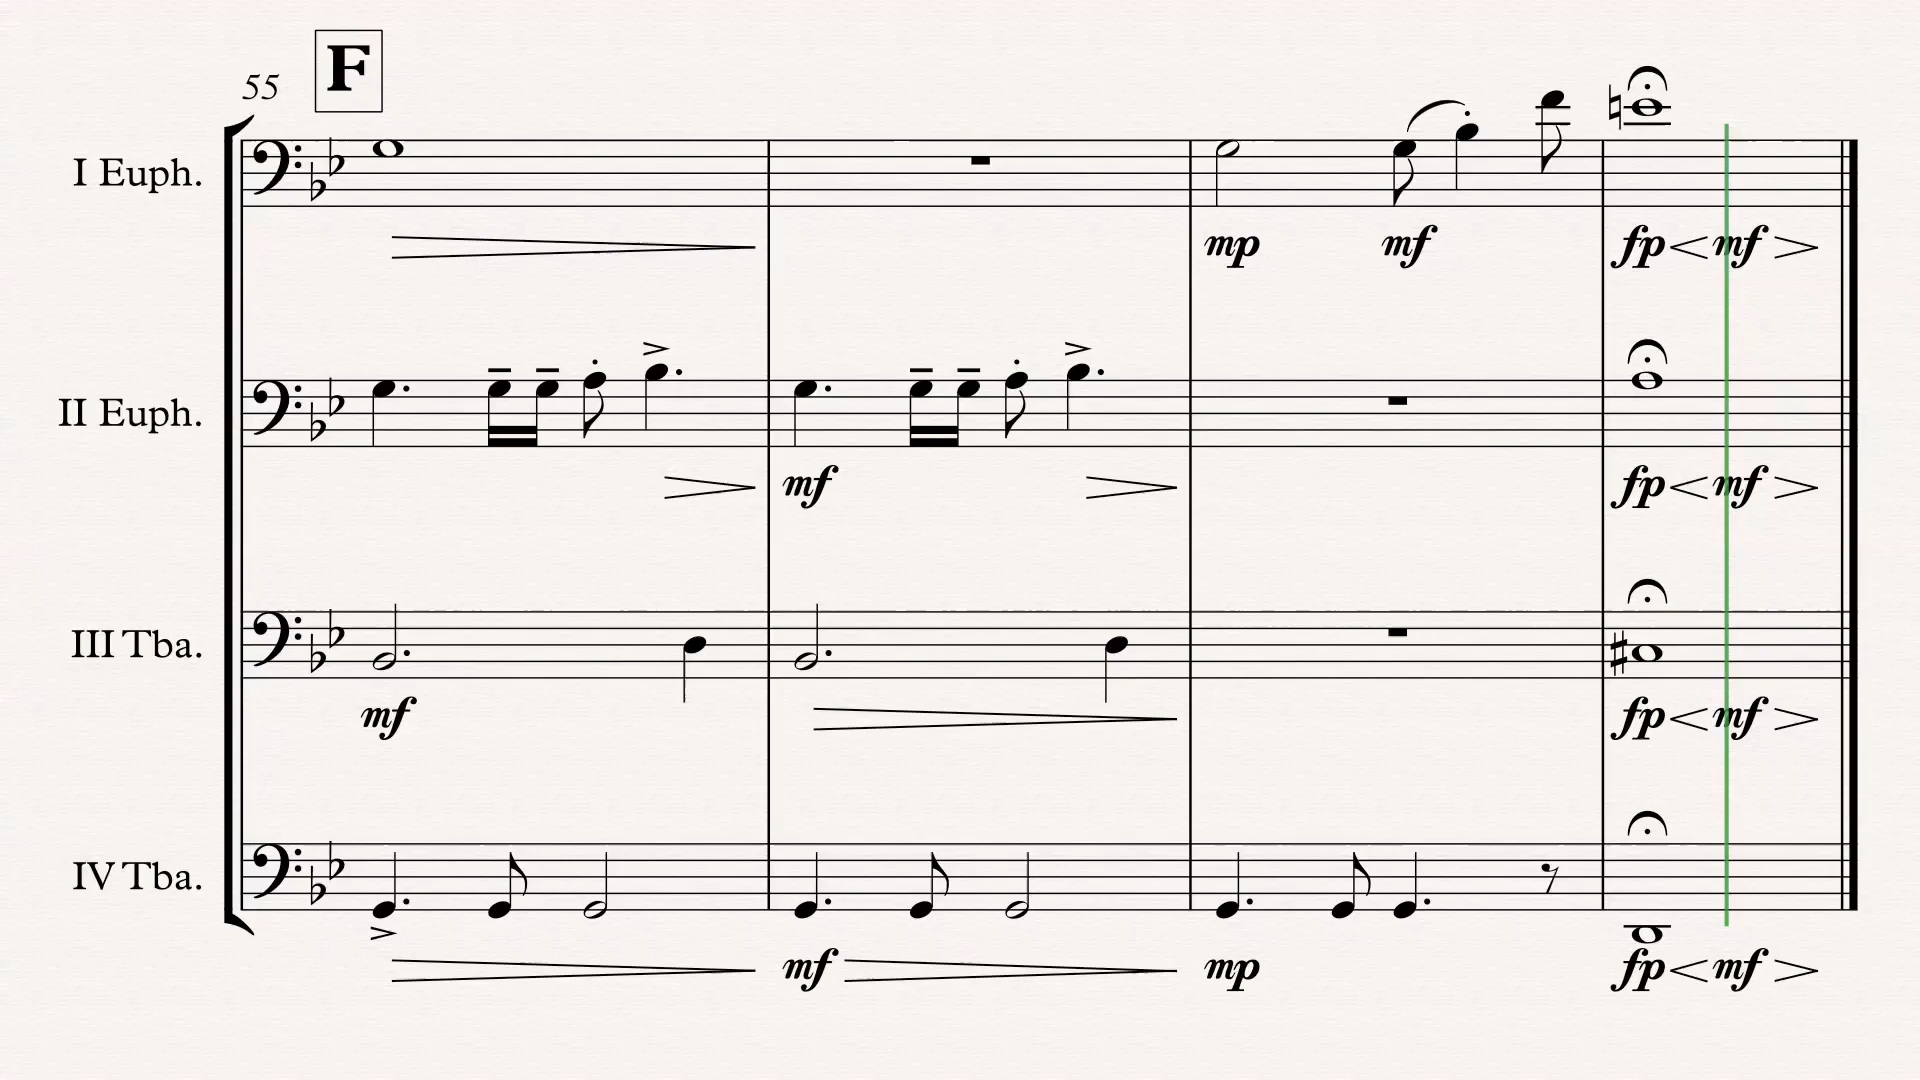 55 F
I Euph.
mp mf fp mf
II Euph.
mf fp mf
III Tba.
mf fp mf
IV Tba.
mf mp fp mf